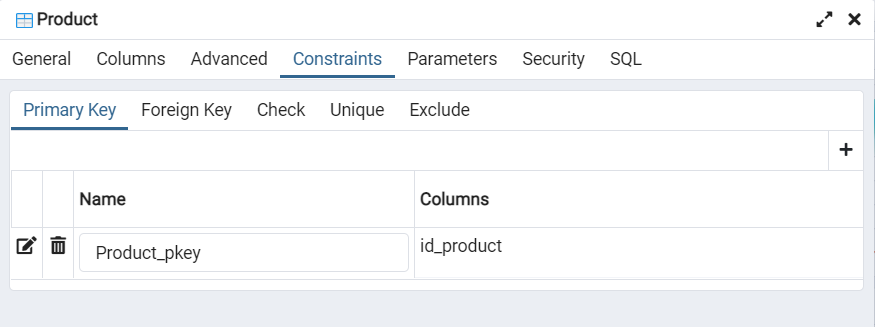 Product
General Columns Advanced Constraints Parameters Security SQL
Primary Key Foreign Key Check Unique Exclude
Name Columns
Product_pkey id_product